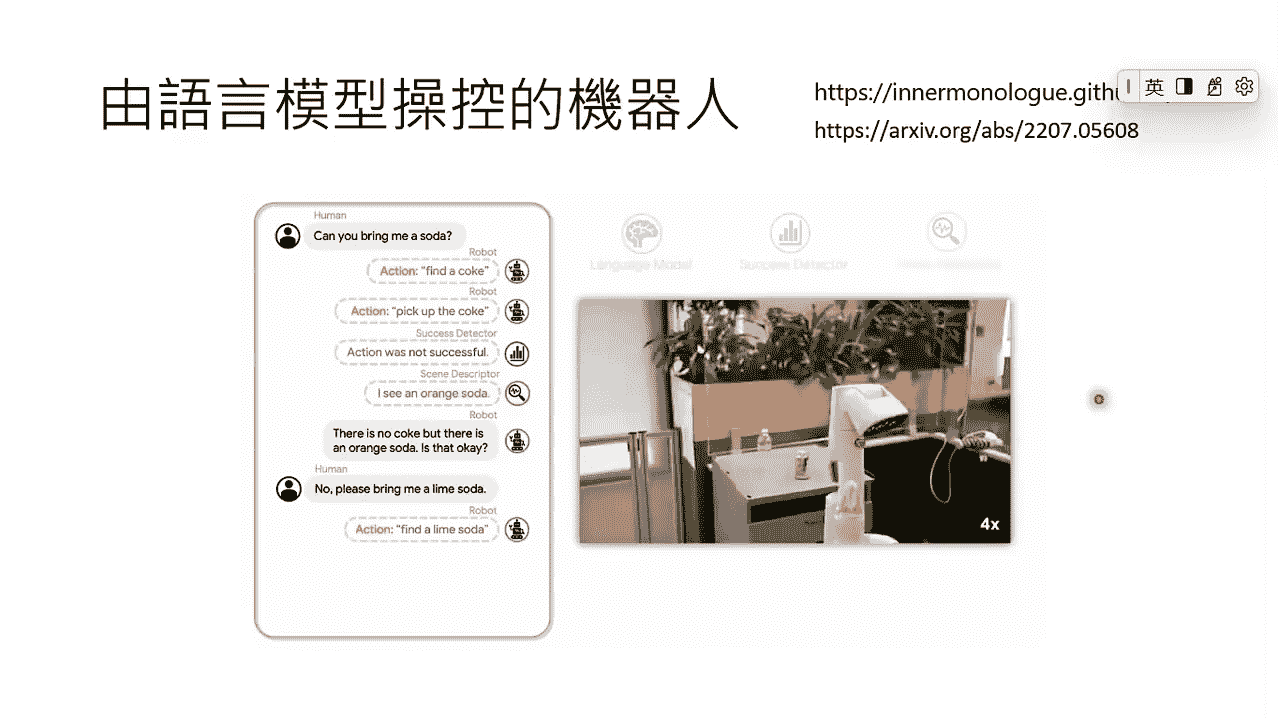 由語言模型操控的機器人
https://innermonologue.githu
英
https://arxiv.org/abs/2207.05608
Human
Can you bring me a soda?
Robot
Action: “find a coke”
Robot
Action: “pick up the coke”
Success Detector
Action was not successful.
Scene Descriptor
I see an orange soda.
Robot
There is no coke but there is
an orange soda. Is that okay?
Human
No, please bring me a lime soda.
Robot
Action: “find a lime soda”
Language Model
Success Detector
4x